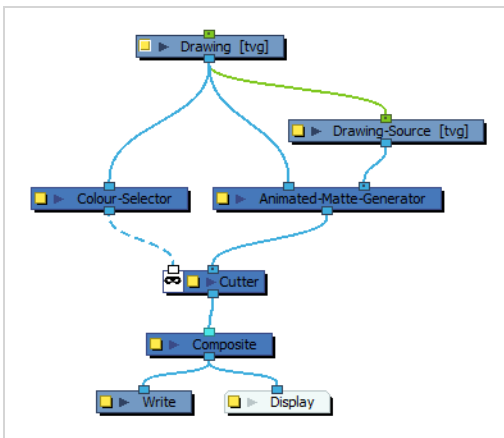 Drawing [tvg]
Drawing-Source [tvg]
Colour-Selector
Animated-Matte-Generator
Cutter
Composite
Write
Display